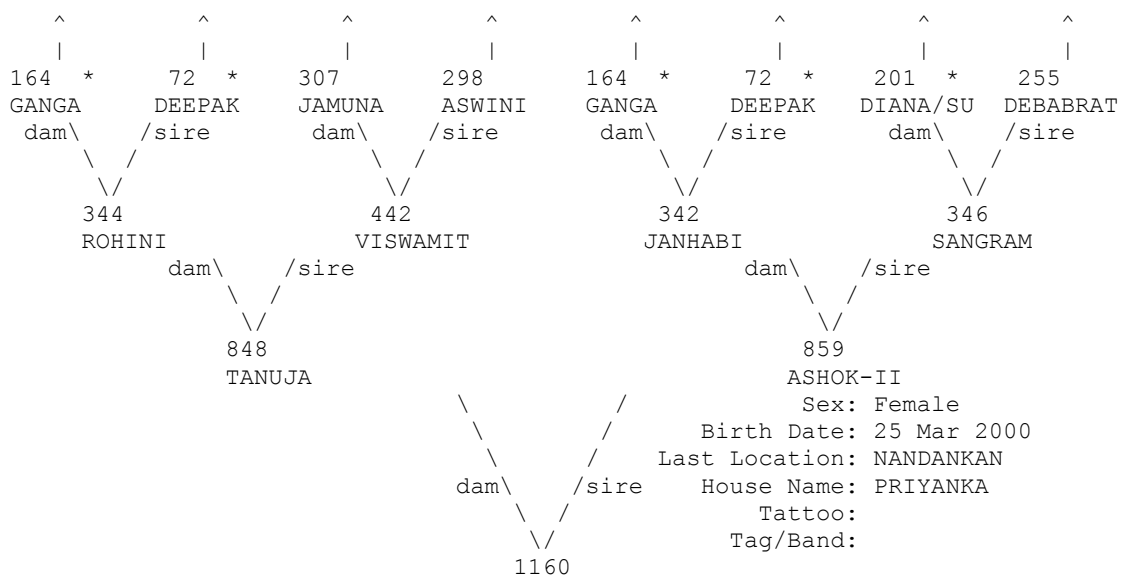 ^ ^ ^ ^ ^ ^ ^ ^
| | | | | | | |
164 * 72 * 307 298 164 * 72 * 201 * 255
GANGA DEEPAK JAMUNA ASWINI GANGA DEEPAK DIANA/SU DEBABRAT
dam\ /sire dam\ /sire dam\ /sire dam\ /sire
\ / \ / \ / \ /
\/ \/ \/ \/
344 442 342 346
ROHINI VISWAMIT JANHABI SANGRAM
dam\ /sire dam\ /sire
\ / \ /
\/ \/
848 859
TANUJA ASHOK-II
\ / Sex: Female
\ / Birth Date: 25 Mar 2000
\ / Last Location: NANDANKAN
dam\ /sire House Name: PRIYANKA
\ / Tattoo:
\/ Tag/Band:
1160